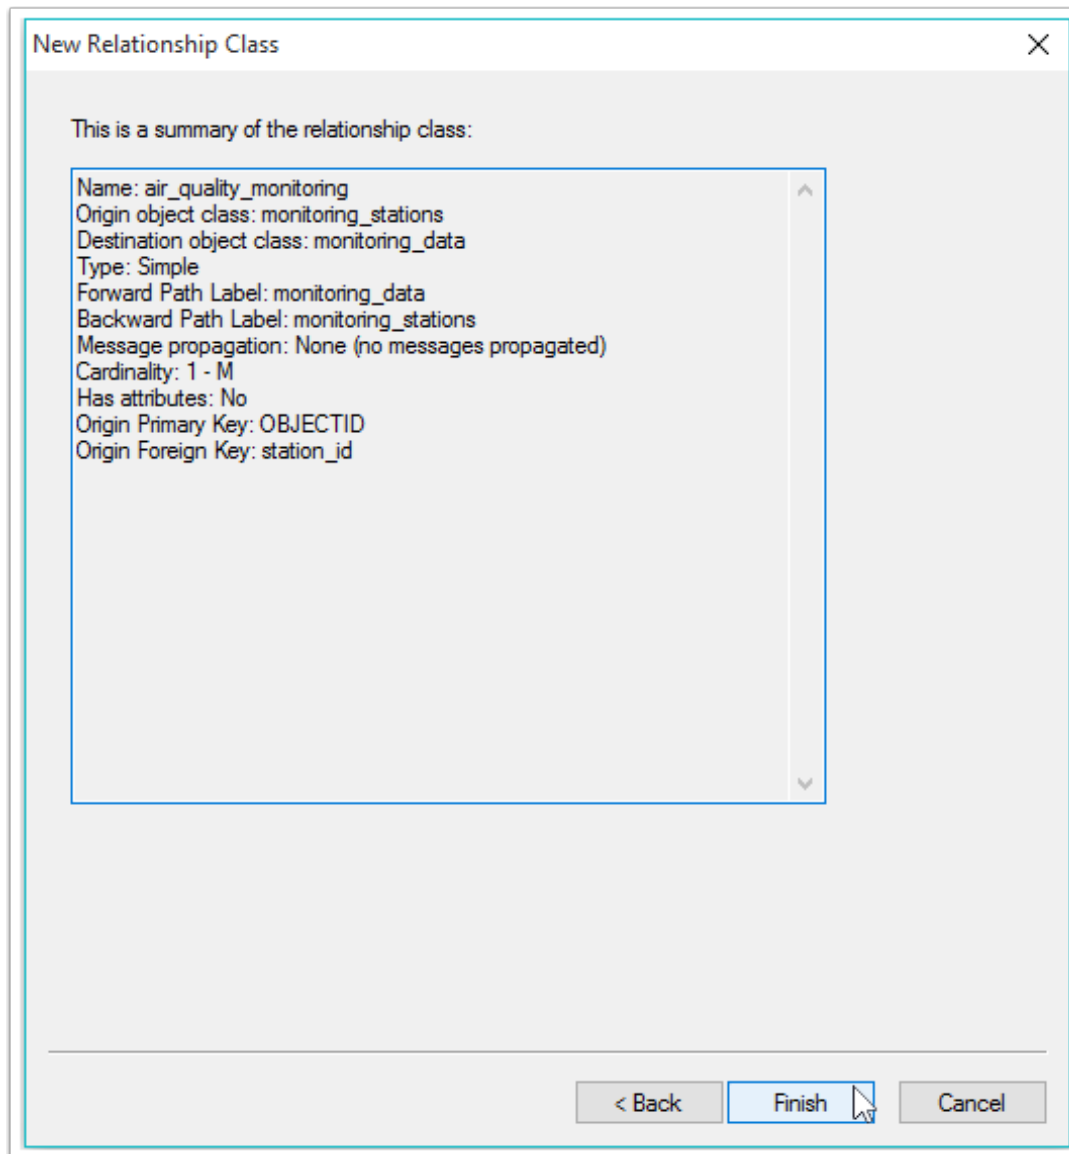 New Relationship Class
This is a summary of the relationship class:
Name: air_quality_monitoring
Origin object class: monitoring_stations
Destination object class: monitoring_data
Type: Simple
Forward Path Label: monitoring_data
Backward Path Label: monitoring_stations
Message propagation: None (no messages propagated)
Cardinality: 1 - M
Has attributes: No
Origin Primary Key: OBJECTID
Origin Foreign Key: station_id
< Back Finish Cancel